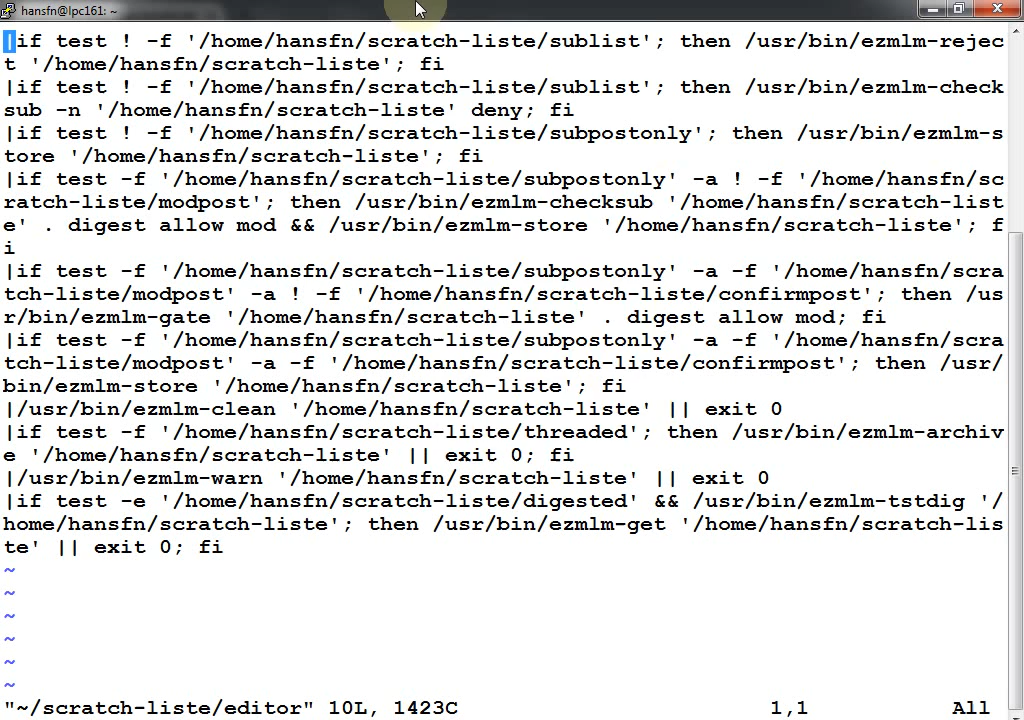 hansfn@lpc161: ~
|if test ! -f '/home/hansfn/scratch-liste/sublist'; then /usr/bin/ezmlm-rejec
t '/home/hansfn/scratch-liste'; fi
|if test ! -f '/home/hansfn/scratch-liste/sublist'; then /usr/bin/ezmlm-check
sub -n '/home/hansfn/scratch-liste' deny; fi
|if test ! -f '/home/hansfn/scratch-liste/subpostonly'; then /usr/bin/ezmlm-s
tore '/home/hansfn/scratch-liste'; fi
|if test -f '/home/hansfn/scratch-liste/subpostonly' -a ! -f '/home/hansfn/sc
ratch-liste/modpost'; then /usr/bin/ezmlm-checksub '/home/hansfn/scratch-list
e' . digest allow mod && /usr/bin/ezmlm-store '/home/hansfn/scratch-liste'; f
i
|if test -f '/home/hansfn/scratch-liste/subpostonly' -a -f '/home/hansfn/scra
tch-liste/modpost' -a ! -f '/home/hansfn/scratch-liste/confirmpost'; then /us
r/bin/ezmlm-gate '/home/hansfn/scratch-liste' . digest allow mod; fi
|if test -f '/home/hansfn/scratch-liste/subpostonly' -a -f '/home/hansfn/scra
tch-liste/modpost' -a -f '/home/hansfn/scratch-liste/confirmpost'; then /usr/
bin/ezmlm-store '/home/hansfn/scratch-liste'; fi
|/usr/bin/ezmlm-clean '/home/hansfn/scratch-liste' || exit 0
|if test -f '/home/hansfn/scratch-liste/threaded'; then /usr/bin/ezmlm-archiv
e '/home/hansfn/scratch-liste' || exit 0; fi
|/usr/bin/ezmlm-warn '/home/hansfn/scratch-liste' || exit 0
|if test -e '/home/hansfn/scratch-liste/digested' && /usr/bin/ezmlm-tstdig '/
home/hansfn/scratch-liste'; then /usr/bin/ezmlm-get '/home/hansfn/scratch-lis
te' || exit 0; fi
~
~
~
~
~
~
"~/scratch-liste/editor" 10L, 1423C 1,1 All